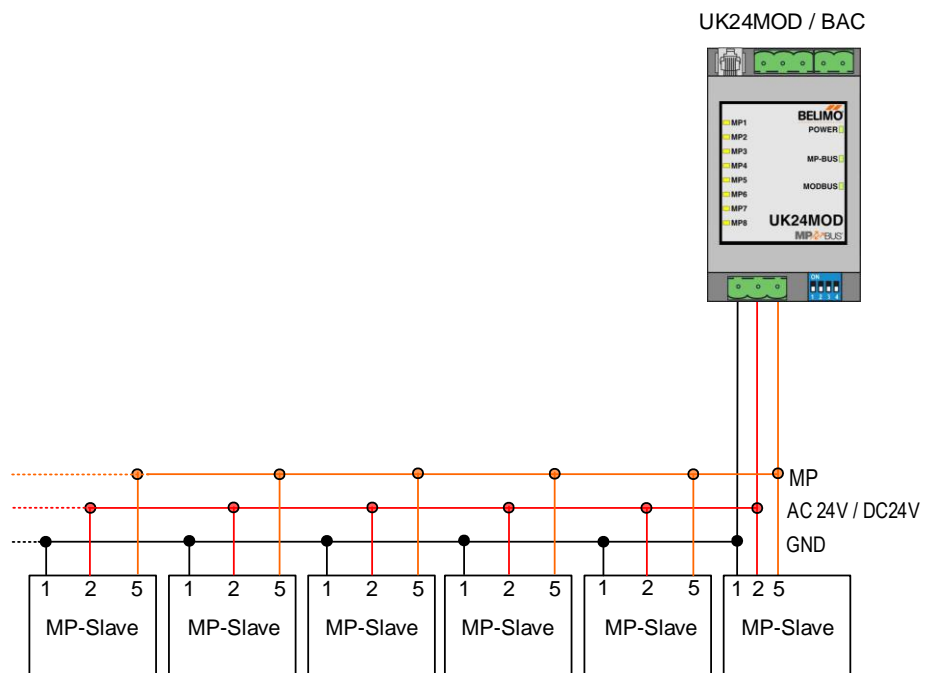 UK24MOD / BAC
BELIMO
POWER
MP1
MP2
MP3
MP-BUS
MP4
MP5
MODBUS
MP6
MP7
MP8
UK24MOD
MP BUS
ON
1 2 3 4
MP
AC 24V / DC24V
GND
1 2 5 1 2 5 1 2 5 1 2 5 1 2 5 1 2 5
MP-Slave MP-Slave MP-Slave MP-Slave MP-Slave MP-Slave